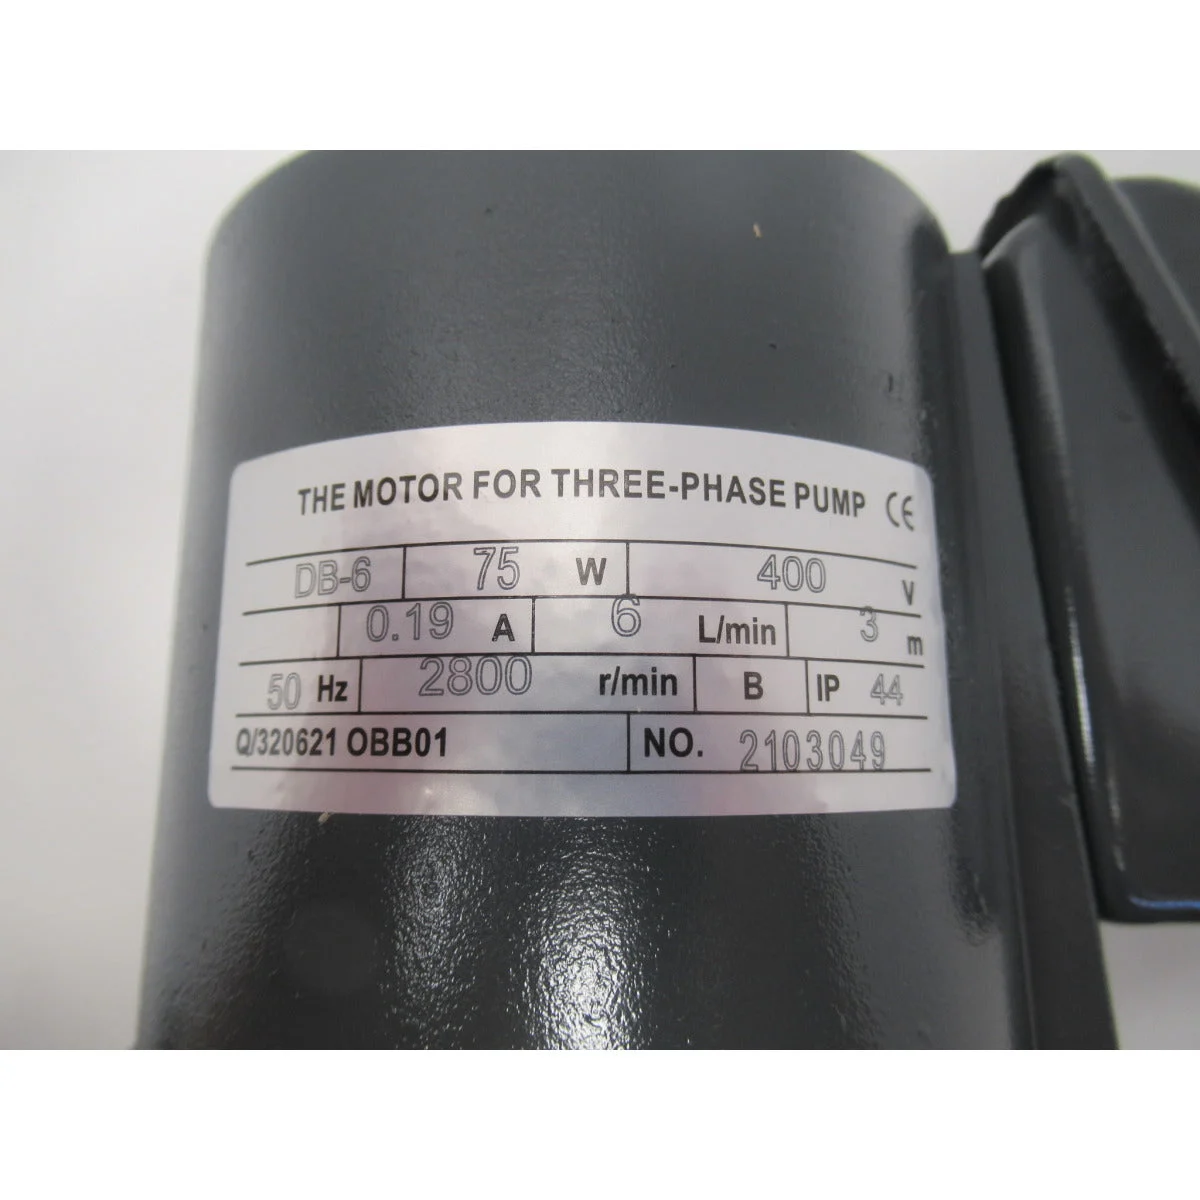 THE MOTOR FOR THREE-PHASE PUMP CE
DB-6 75 W 400 V
0.19 A 6 L/min 3 m
50 Hz 2800 r/min B IP 44
Q/320621 OBB01 NO. 2103049